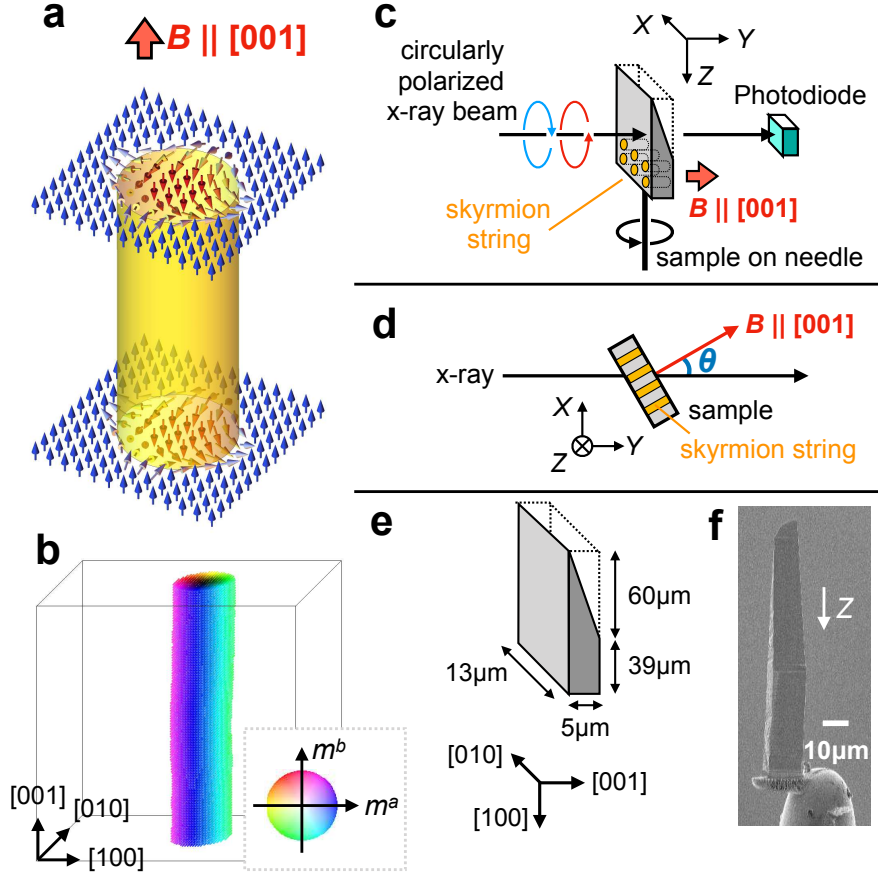 a
B || [001]
b
[001]
[010]
[100]
m^b
m^a
c
circularly
polarized
x-ray beam
X
Y
Z
Photodiode
skyrmion
string
B || [001]
sample on needle
d
x-ray
B || [001]
θ
X
Y
Z
sample
skyrmion string
e
60μm
39μm
13μm
5μm
[010]
[001]
[100]
f
Z
10μm